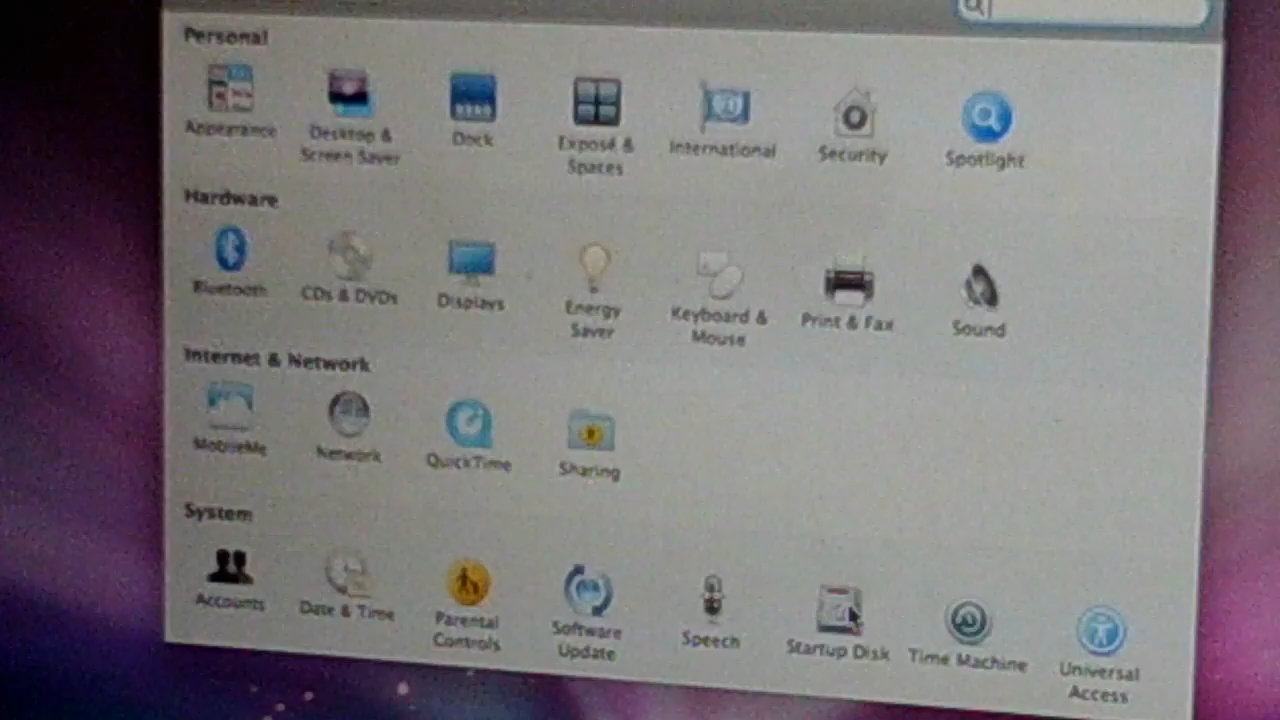 Personal
Appearance
Desktop &
Screen Saver
Dock
Exposé &
Spaces
International
Security
Spotlight
Hardware
Bluetooth
CDs & DVDs
Displays
Energy
Saver
Keyboard &
Mouse
Print & Fax
Sound
Internet & Network
MobileMe
Network
QuickTime
Sharing
System
Accounts
Date & Time
Parental
Controls
Software
Update
Speech
Startup Disk
Time Machine
Universal
Access